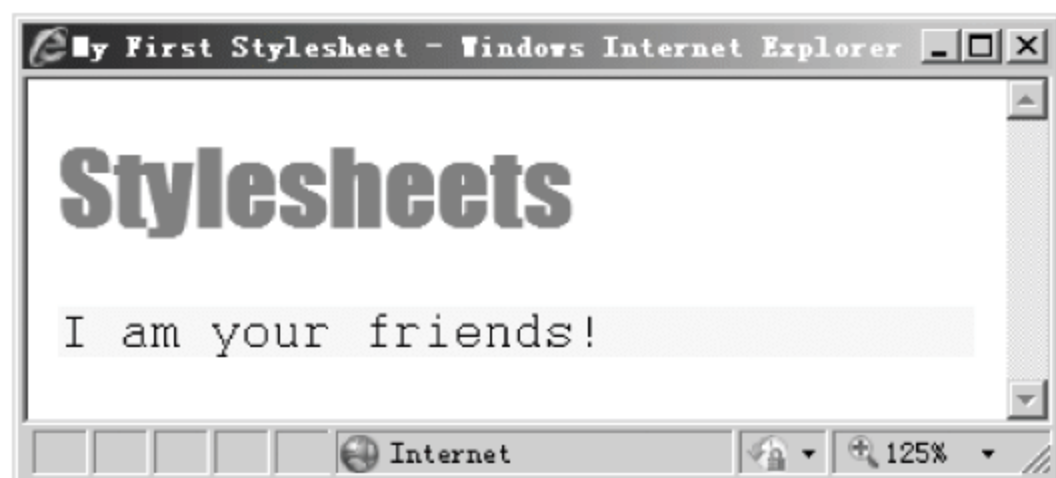 My First Stylesheet - Windows Internet Explorer
Stylesheets
I am your friends!
Internet
125%